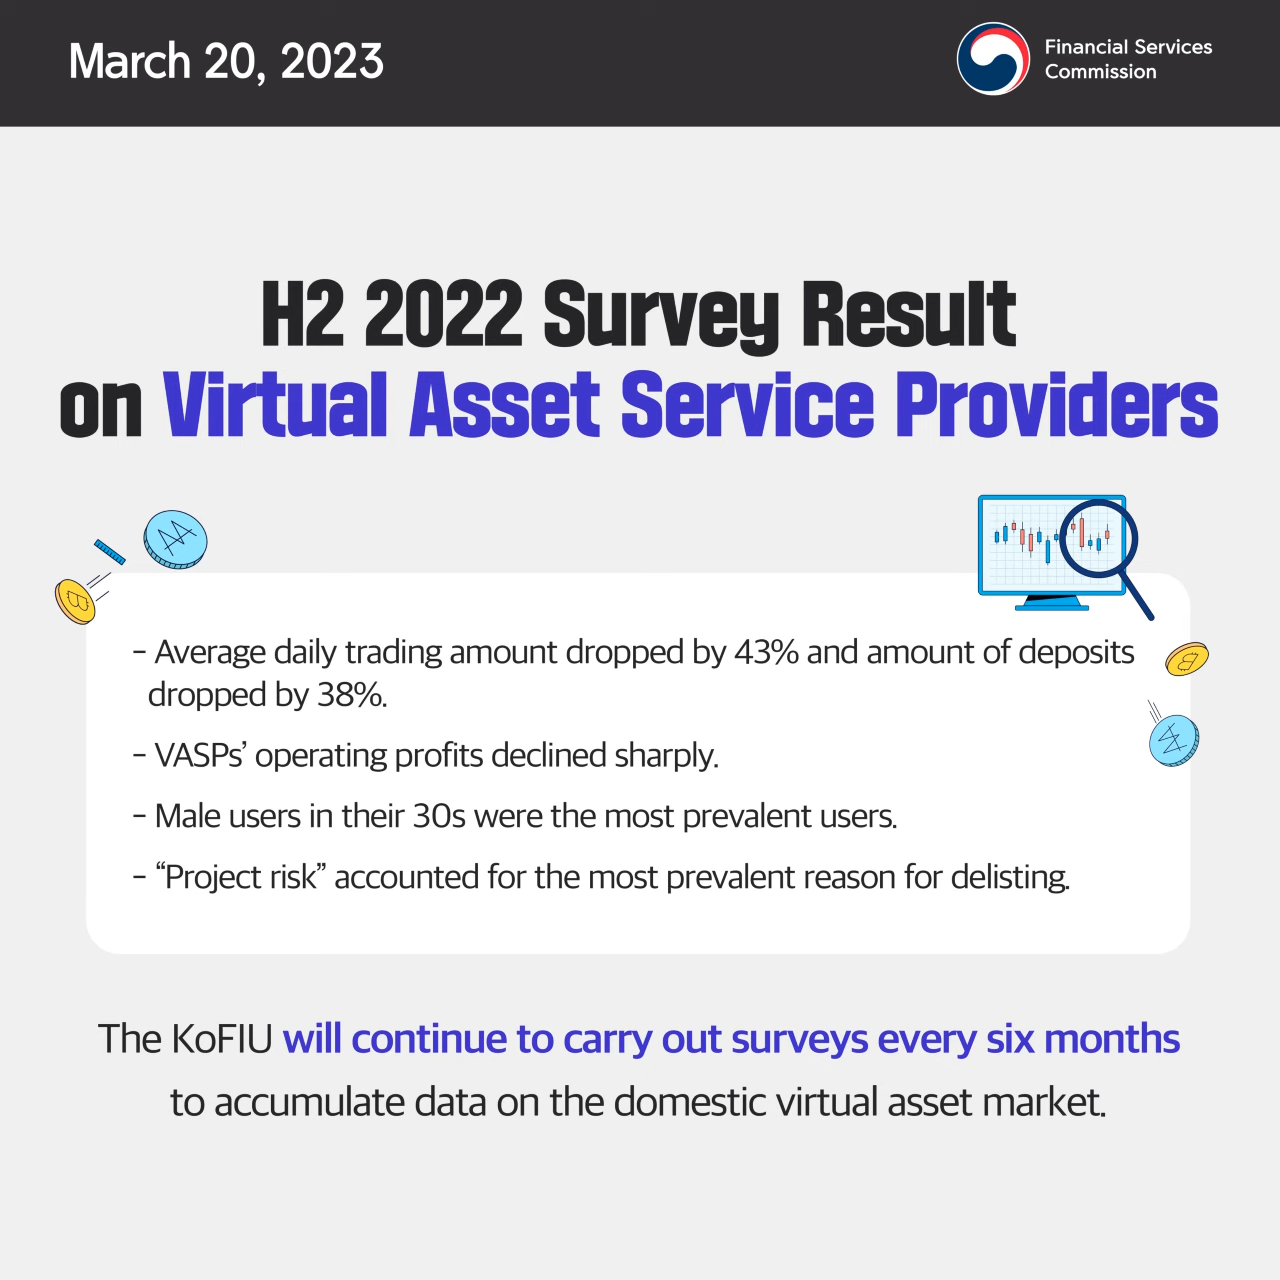 March 20, 2023
Financial Services
Commission
H2 2022 Survey Result
on Virtual Asset Service Providers
– Average daily trading amount dropped by 43% and amount of deposits
dropped by 38%.
– VASPs’ operating profits declined sharply.
– Male users in their 30s were the most prevalent users.
– “Project risk” accounted for the most prevalent reason for delisting.
The KoFIU will continue to carry out surveys every six months
to accumulate data on the domestic virtual asset market.